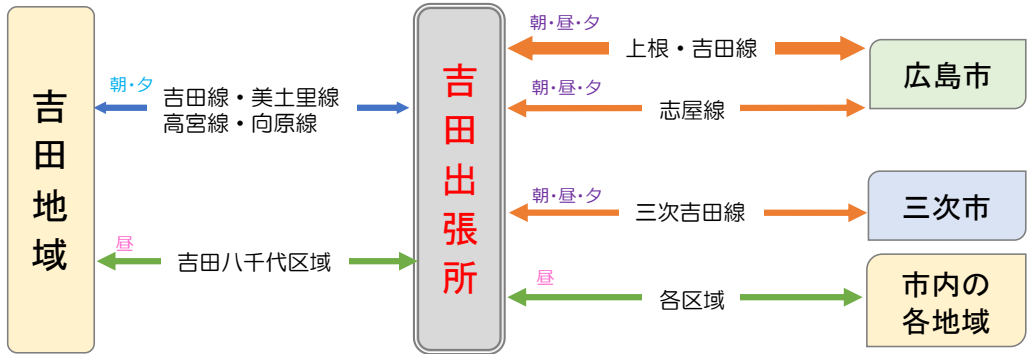 吉田地域
朝・夕
吉田線・美土里線
高宮線・向原線
昼
吉田八千代区域
吉田出張所
朝・昼・夕
上根・吉田線
広島市
朝・昼・夕
志屋線
朝・昼・夕
三次吉田線
三次市
昼
各区域
市内の
各地域